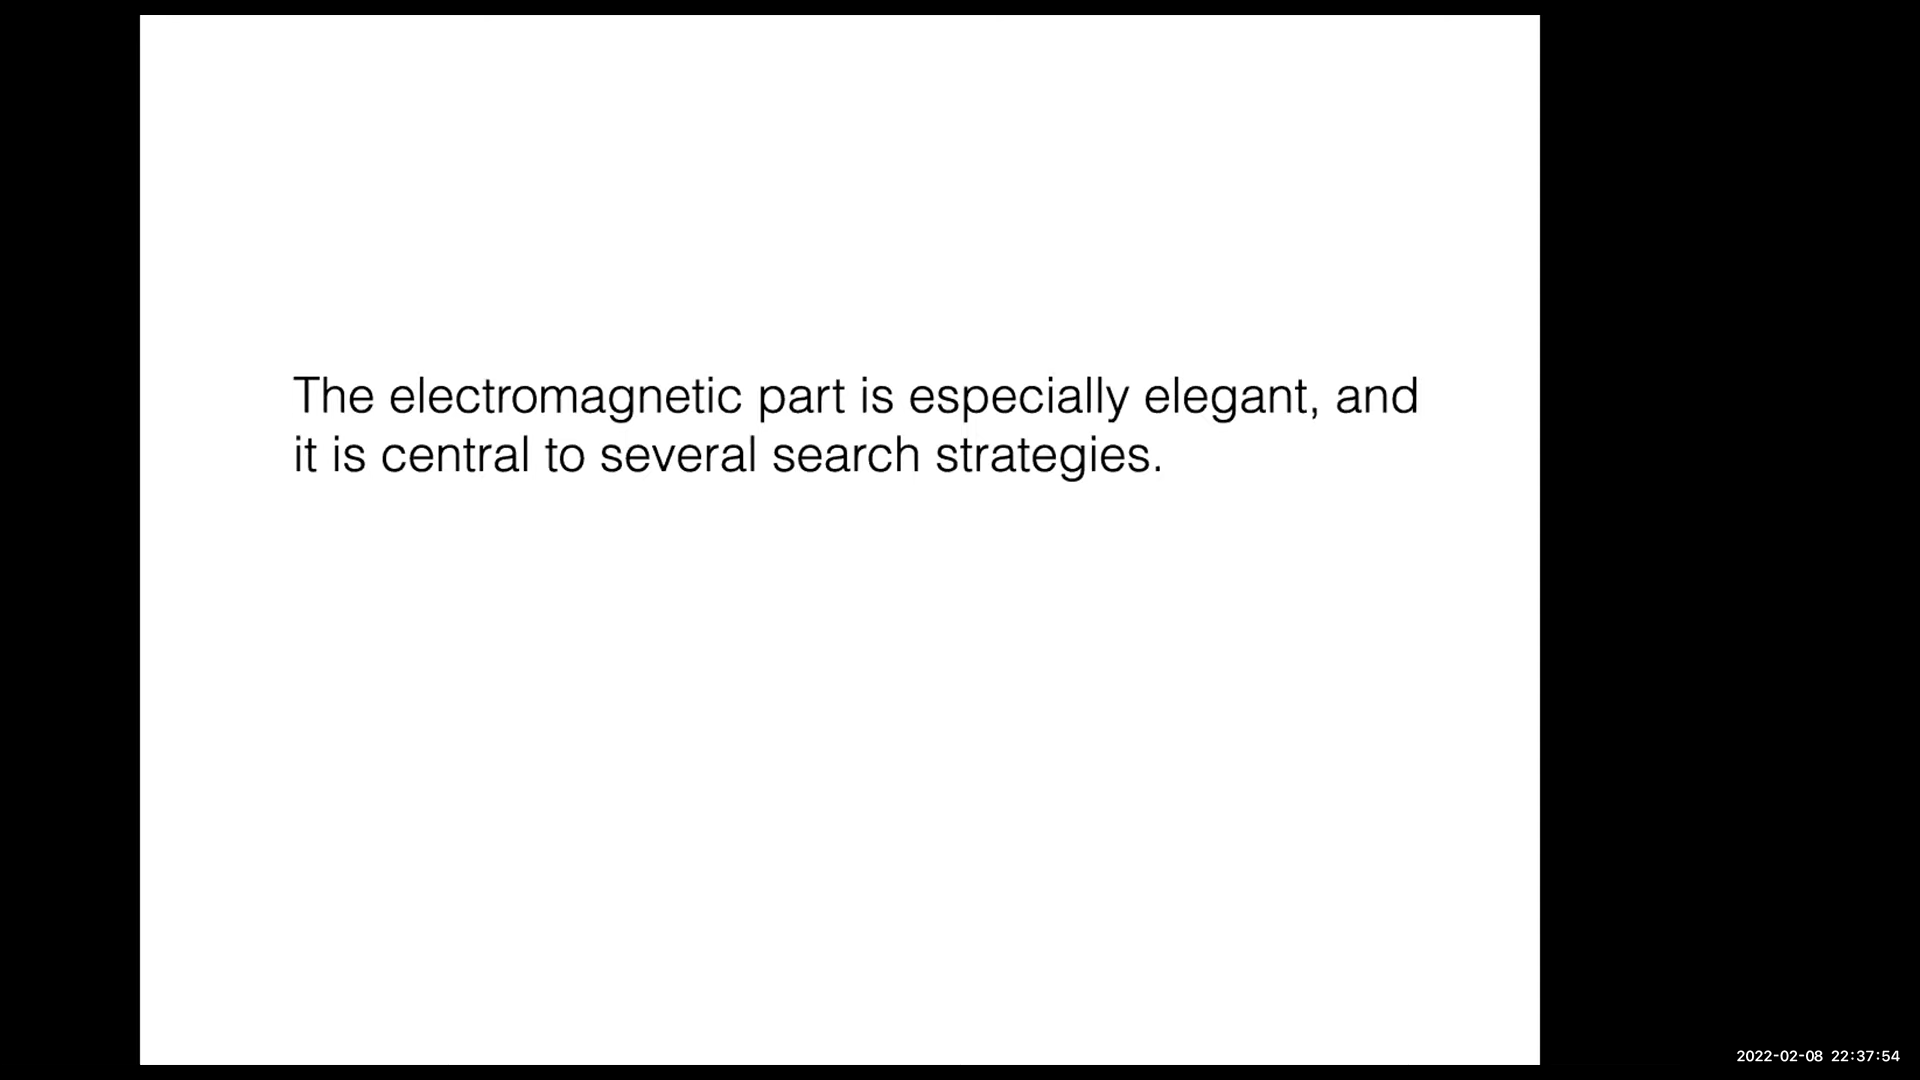 The electromagnetic part is especially elegant, and
it is central to several search strategies.
2022-02-08 22:37:54